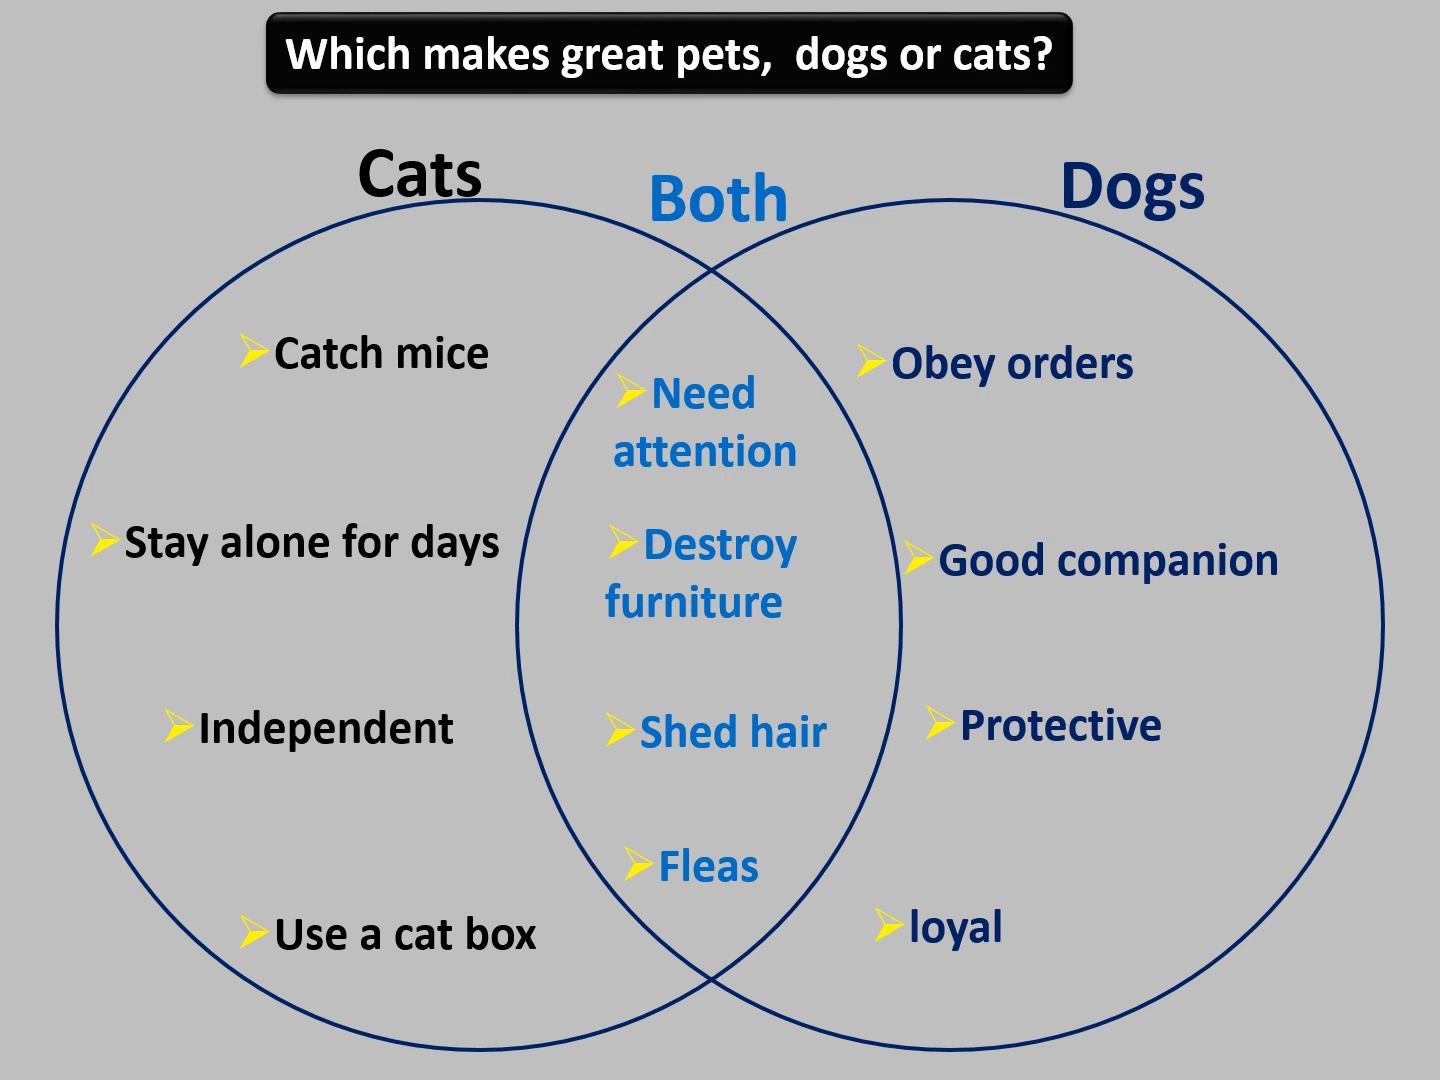 Which makes great pets,  dogs or cats?
Cats
Both
Dogs
➢Catch mice
➢Stay alone for days
➢Independent
➢Use a cat box
➢Need
attention
➢Destroy
furniture
➢Shed hair
➢Fleas
➢Obey orders
➢Good companion
➢Protective
➢loyal